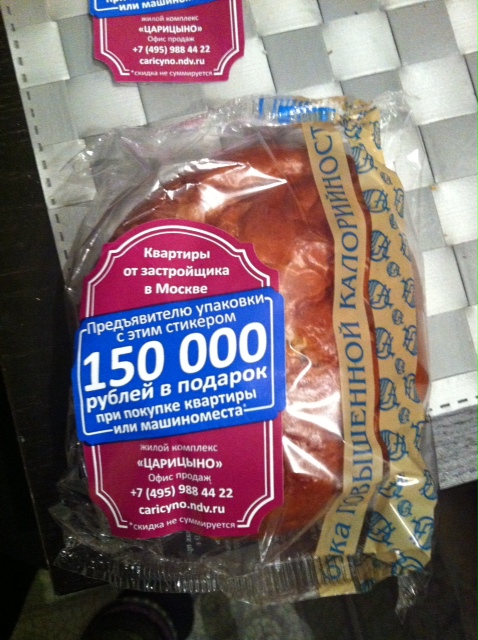 или машиноместа
жилой комплекс
«ЦАРИЦЫНО»
Офис продаж
+7 (495) 988 44 22
caricyno.ndv.ru
*скидка не суммируется
Квартиры
от застройщика
в Москве
Предъявителю упаковки
с этим стикером
150 000
рублей в подарок
при покупке квартиры
или машиноместа
жилой комплекс
«ЦАРИЦЫНО»
Офис продаж
+7 (495) 988 44 22
caricyno.ndv.ru
*скидка не суммируется
ПОВЫШЕННОЙ КАЛОРИЙНОСТ